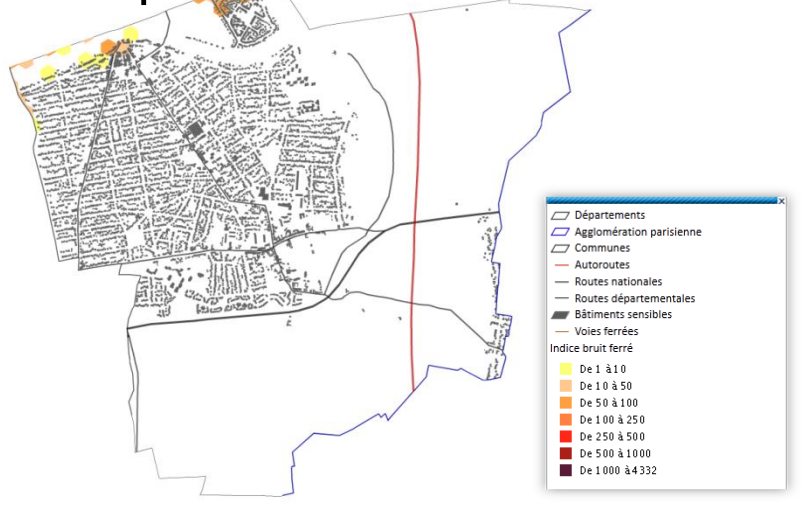 Départements
Agglomération parisienne
Communes
Autoroutes
Routes nationales
Routes départementales
Bâtiments sensibles
Voies ferrées
Indice bruit ferré
De 1 à 10
De 10 à 50
De 50 à 100
De 100 à 250
De 250 à 500
De 500 à 1000
De 1000 à 4332